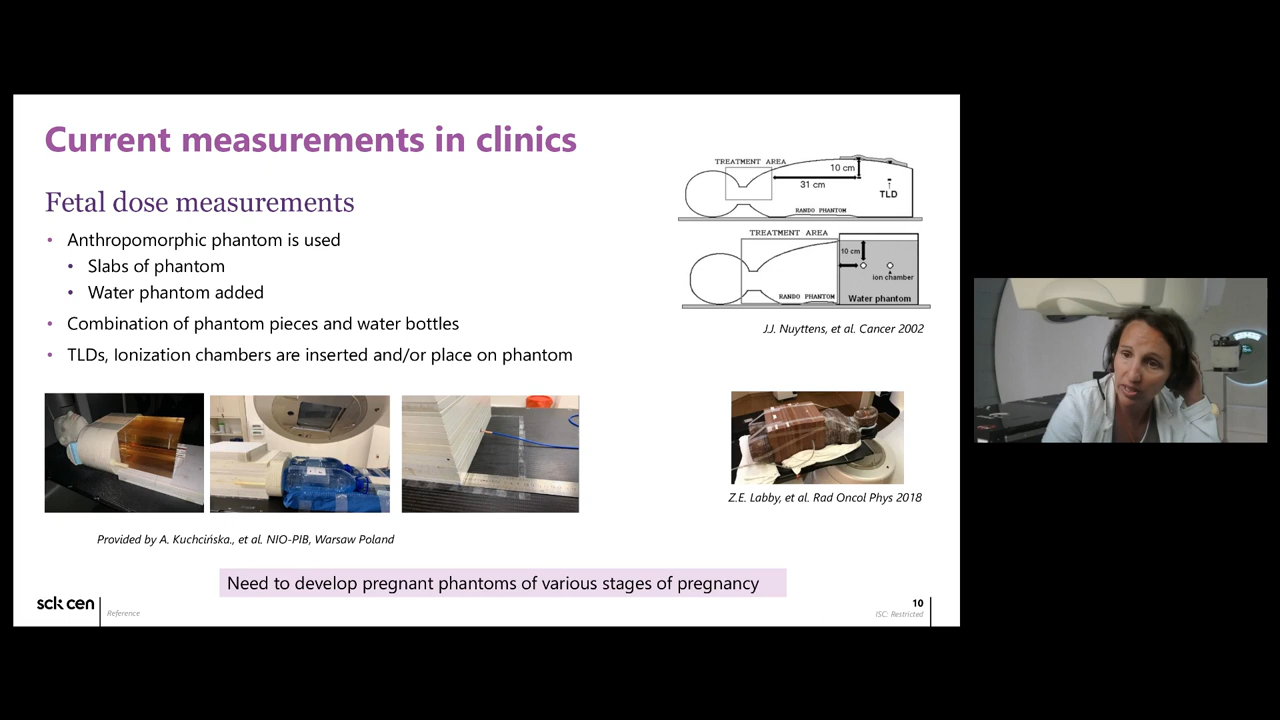 Current measurements in clinics
Fetal dose measurements
• Anthropomorphic phantom is used
• Slabs of phantom
• Water phantom added
• Combination of phantom pieces and water bottles
• TLDs, Ionization chambers are inserted and/or place on phantom
TREATMENT AREA
10 cm
31 cm
TLD
RANDO PHANTOM
TREATMENT AREA
10 cm
ion chamber
RANDO PHANTOM
Water phantom
J.J. Nuyttens, et al. Cancer 2002
Z.E. Labby, et al. Rad Oncol Phys 2018
Provided by A. Kuchcińska., et al. NIO-PIB, Warsaw Poland
Need to develop pregnant phantoms of various stages of pregnancy
sck cen
Reference
10
ISC: Restricted